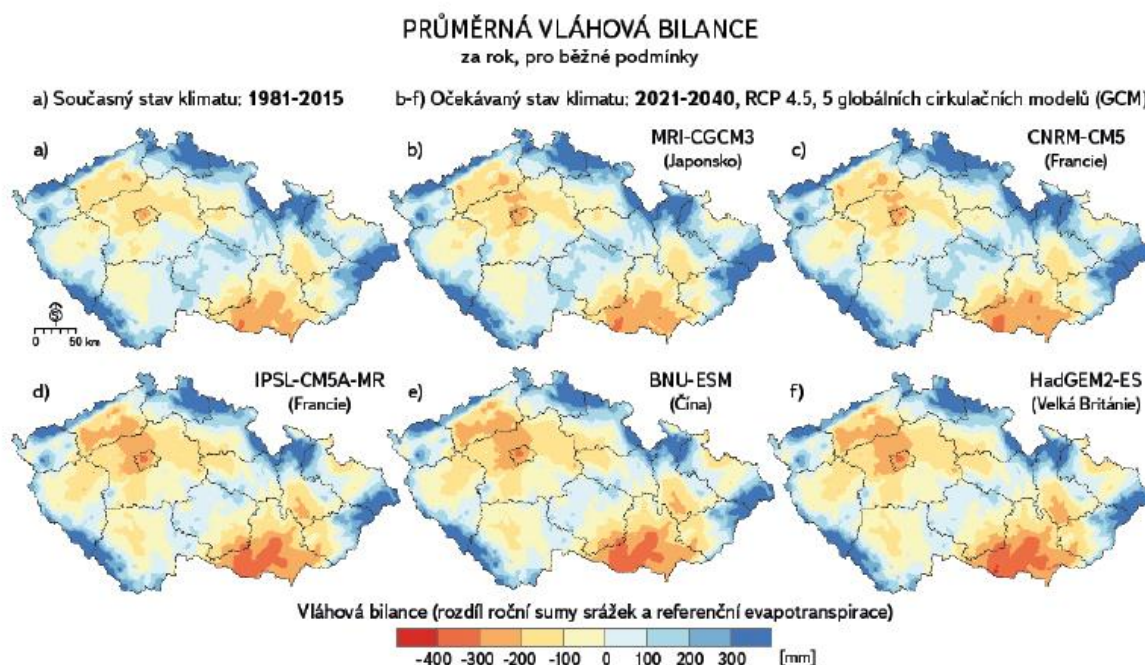 PRŮMĚRNÁ VLÁHOVÁ BILANCE
za rok, pro běžné podmínky
a) Současný stav klimatu: 1981-2015
b-f) Očekávaný stav klimatu: 2021-2040, RCP 4.5, 5 globálních cirkulačních modelů (GCM)
a)
b)
MRI-CGCM3
(Japonsko)
c)
CNRM-CM5
(Francie)
S
0 50 km
d)
IPSL-CM5A-MR
(Francie)
e)
BNU-ESM
(Čína)
f)
HadGEM2-ES
(Velká Británie)
Vláhová bilance (rozdíl roční sumy srážek a referenční evapotranspirace)
-400 -300 -200 -100 0 100 200 300 [mm]